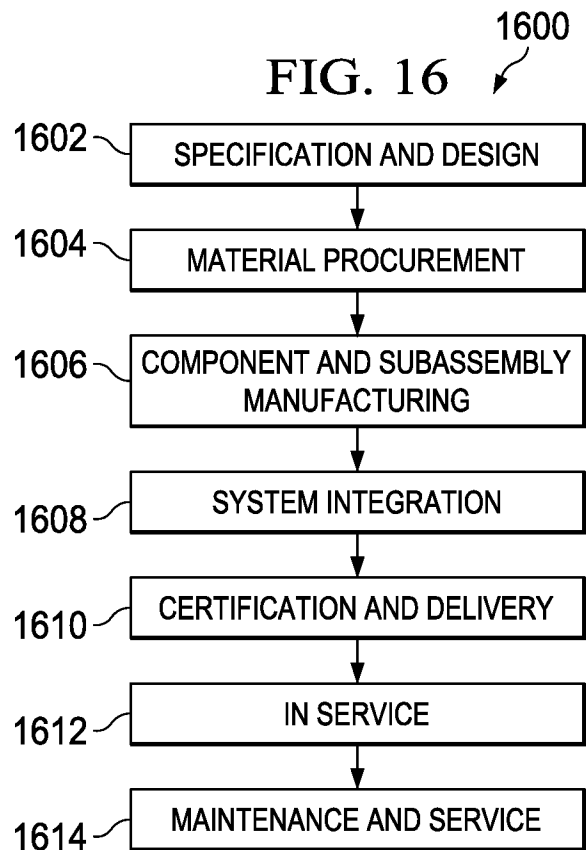 1600
FIG. 16
1602
SPECIFICATION AND DESIGN
1604
MATERIAL PROCUREMENT
1606
COMPONENT AND SUBASSEMBLY
MANUFACTURING
1608
SYSTEM INTEGRATION
1610
CERTIFICATION AND DELIVERY
1612
IN SERVICE
1614
MAINTENANCE AND SERVICE